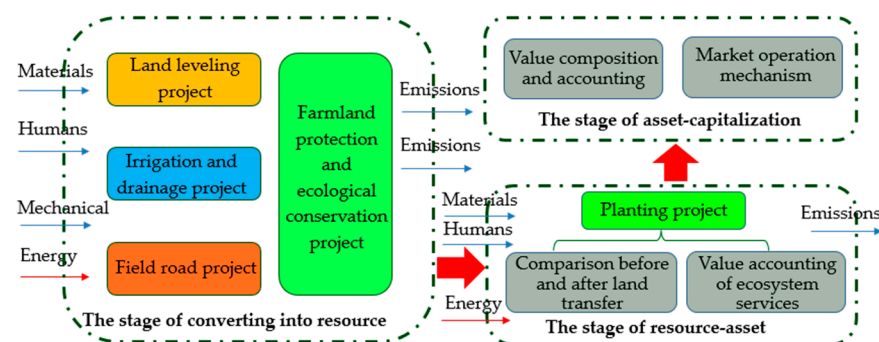 Materials
Humans
Mechanical
Energy
Land leveling
project
Irrigation and
drainage project
Field road project
Farmland
protection
and
ecological
conservation
project
The stage of converting into resource
Emissions
Emissions
Value composition
and accounting
Market operation
mechanism
The stage of asset-capitalization
Materials
Humans
Energy
Planting project
Comparison before
and after land
transfer
Value accounting
of ecosystem
services
The stage of resource-asset
Emissions